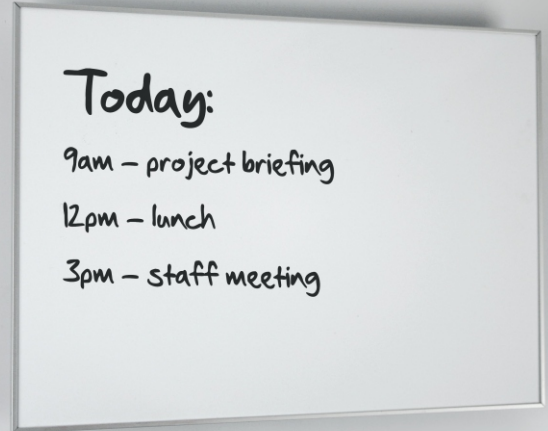 Today:
9am – project briefing
12pm – lunch
3pm – staff meeting